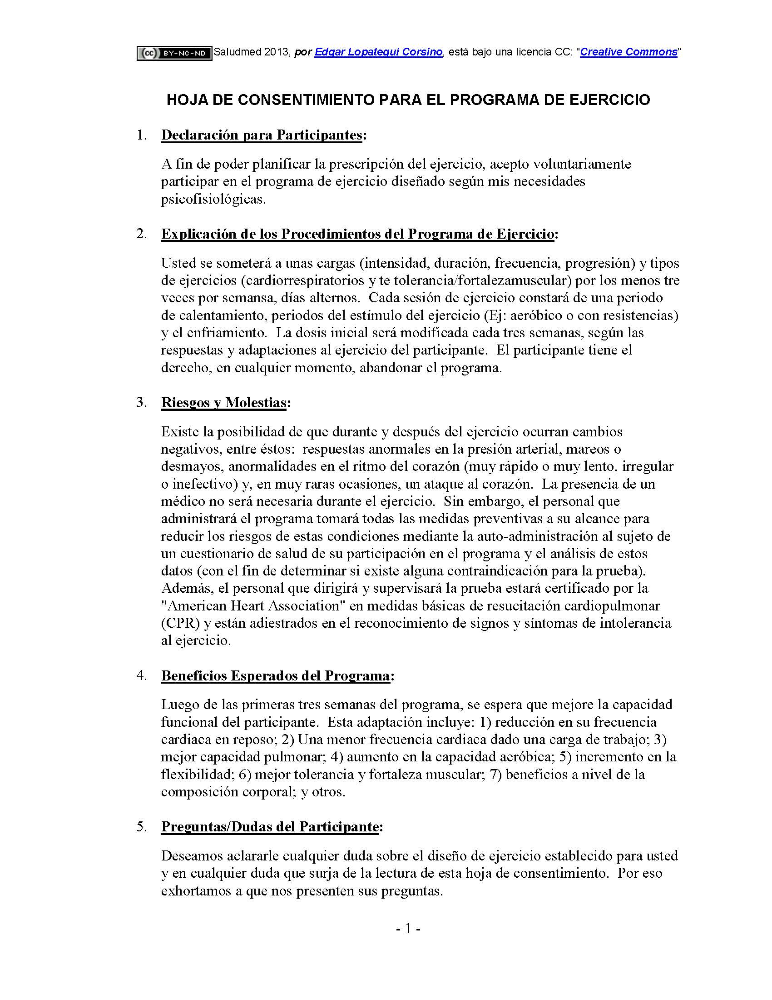 (cc) BY-NC-ND Saludmed 2013, por Edgar Lopategui Corsino, está bajo una licencia CC: "Creative Commons”
HOJA DE CONSENTIMIENTO PARA EL PROGRAMA DE EJERCICIO
1. Declaración para Participantes:
A fin de poder planificar la prescripción del ejercicio, acepto voluntariamente
participar en el programa de ejercicio diseñado según mis necesidades
psicofisiológicas.
2. Explicación de los Procedimientos del Programa de Ejercicio:
Usted se someterá a unas cargas (intensidad, duración, frecuencia, progresión) y tipos
de ejercicios (cardiorrespiratorios y te tolerancia/fortalezamuscular) por los menos tre
veces por semansa, días alternos.  Cada sesión de ejercicio constará de una periodo
de calentamiento, periodos del estímulo del ejercicio (Ej: aeróbico o con resistencias)
y el enfriamiento.  La dosis inicial será modificada cada tres semanas, según las
respuestas y adaptaciones al ejercicio del participante.  El participante tiene el
derecho, en cualquier momento, abandonar el programa.
3. Riesgos y Molestias:
Existe la posibilidad de que durante y después del ejercicio ocurran cambios
negativos, entre éstos:  respuestas anormales en la presión arterial, mareos o
desmayos, anormalidades en el ritmo del corazón (muy rápido o muy lento, irregular
o inefectivo) y, en muy raras ocasiones, un ataque al corazón.  La presencia de un
médico no será necesaria durante el ejercicio.  Sin embargo, el personal que
administrará el programa tomará todas las medidas preventivas a su alcance para
reducir los riesgos de estas condiciones mediante la auto-administración al sujeto de
un cuestionario de salud de su participación en el programa y el análisis de estos
datos (con el fin de determinar si existe alguna contraindicación para la prueba).
Además, el personal que dirigirá y supervisará la prueba estará certificado por la
"American Heart Association" en medidas básicas de resucitación cardiopulmonar
(CPR) y están adiestrados en el reconocimiento de signos y síntomas de intolerancia
al ejercicio.
4. Beneficios Esperados del Programa:
Luego de las primeras tres semanas del programa, se espera que mejore la capacidad
funcional del participante.  Esta adaptación incluye: 1) reducción en su frecuencia
cardiaca en reposo; 2) Una menor frecuencia cardiaca dado una carga de trabajo; 3)
mejor capacidad pulmonar; 4) aumento en la capacidad aeróbica; 5) incremento en la
flexibilidad; 6) mejor tolerancia y fortaleza muscular; 7) beneficios a nivel de la
composición corporal; y otros.
5. Preguntas/Dudas del Participante:
Deseamos aclararle cualquier duda sobre el diseño de ejercicio establecido para usted
y en cualquier duda que surja de la lectura de esta hoja de consentimiento.  Por eso
exhortamos a que nos presenten sus preguntas.
- 1 -